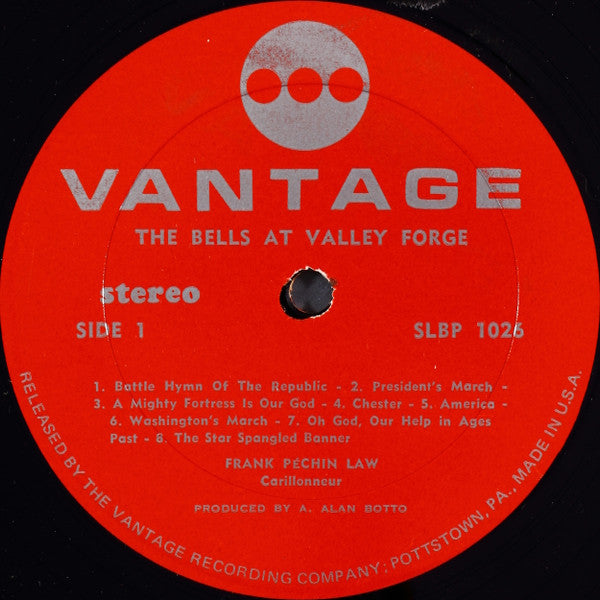 VANTAGE
THE BELLS AT VALLEY FORGE
stereo
SIDE 1
SLBP 1026
1. Battle Hymn Of The Republic - 2. President's March -
3. A Mighty Fortress Is Our God - 4. Chester - 5. America -
6. Washington's March - 7. Oh God, Our Help in Ages
Past - 8. The Star Spangled Banner
FRANK PÉCHIN LAW
Carillonneur
PRODUCED BY A. ALAN BOTTO
RELEASED BY THE VANTAGE RECORDING COMPANY; POTTSTOWN, PA., MADE IN U.S.A.